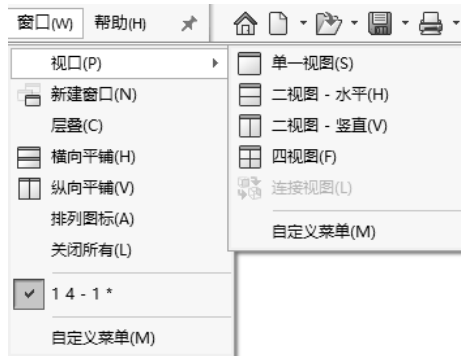 窗口(W) 帮助(H)
视口(P)
新建窗口(N)
层叠(C)
横向平铺(H)
纵向平铺(V)
排列图标(A)
关闭所有(L)
1 4 - 1 *
自定义菜单(M)
单一视图(S)
二视图 - 水平(H)
二视图 - 竖直(V)
四视图(F)
连接视图(L)
自定义菜单(M)